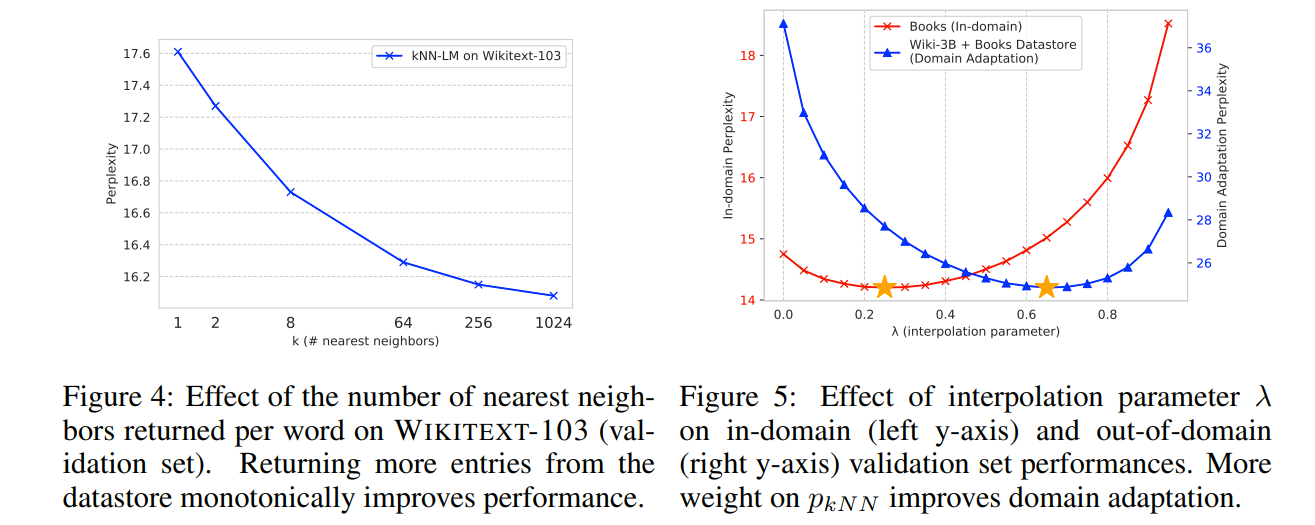 17.6
17.4
17.2
17.0
16.8
16.6
16.4
16.2
Perplexity
kNN-LM on Wikitext-103
1 2 8 64 256 1024
k (# nearest neighbors)
Figure 4: Effect of the number of nearest neigh-
bors returned per word on WIKITEXT-103 (val-
idation set). Returning more entries from the
datastore monotonically improves performance.
18
17
16
15
14
In-domain Perplexity
Books (In-domain)
Wiki-3B + Books Datastore
(Domain Adaptation)
36
34
32
30
28
26
Domain Adaptation Perplexity
0.0 0.2 0.4 0.6 0.8
λ (interpolation parameter)
Figure 5: Effect of interpolation parameter λ
on in-domain (left y-axis) and out-of-domain
(right y-axis) validation set performances. More
weight on pkNN improves domain adaptation.